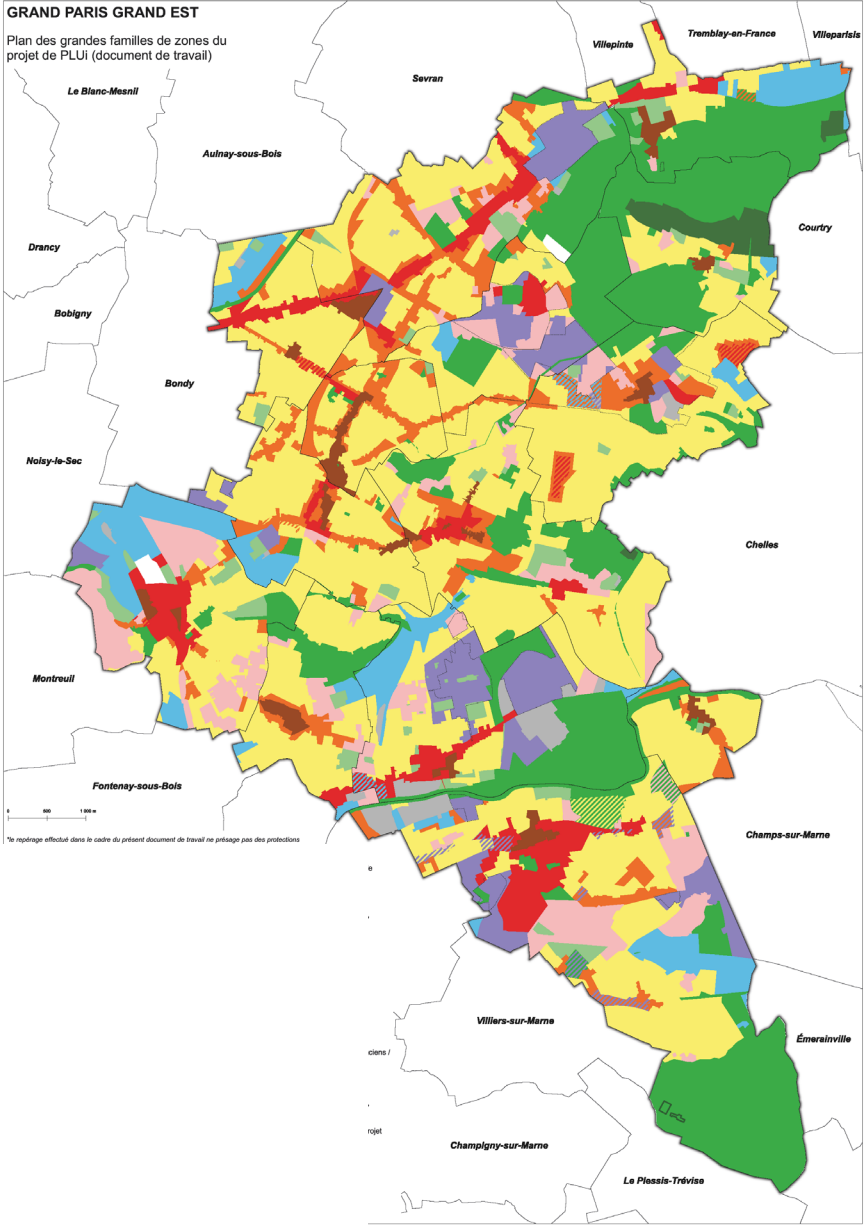 GRAND PARIS GRAND EST
Plan des grandes familles de zones du
projet de PLUi (document de travail)
Villepinte
Tremblay-en-France
Villeparisis
Sevran
Le Blanc-Mesnil
Aulnay-sous-Bois
Courtry
Drancy
Bobigny
Bondy
Noisy-le-Sec
Chelles
Montreuil
Fontenay-sous-Bois
0 500 1 000 m
*le repérage effectué dans le cadre du présent document de travail ne présage pas des protections
Champs-sur-Marne
e
Villiers-sur-Marne
Émerainville
ciens /
rojet
Champigny-sur-Marne
Le Plessis-Trévise